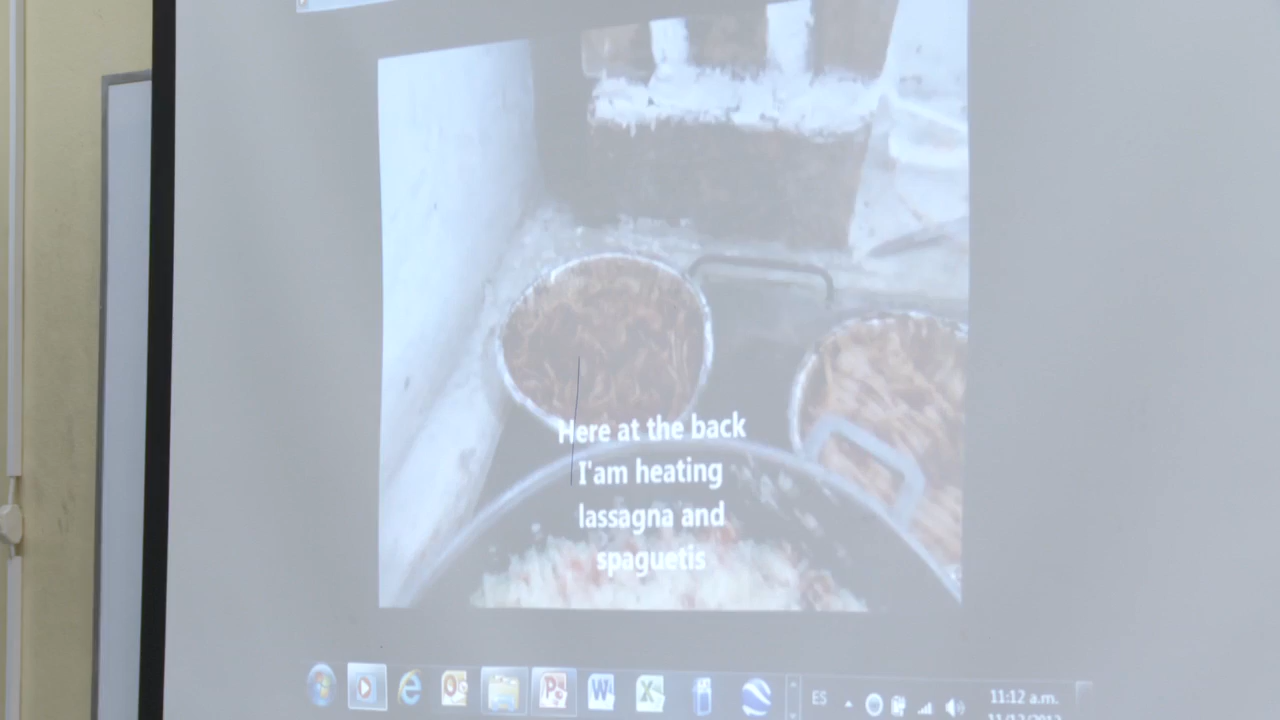 Here at the back
I'am heating
lassagna and
spaguetis
ES
11:12 a.m.